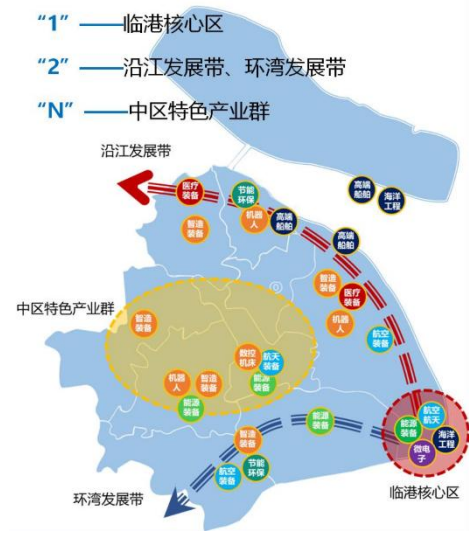 “1” ——临港核心区
“2” ——沿江发展带、环湾发展带
“N” ——中区特色产业群
沿江发展带
医疗
装备
节能
环保
高端
船舶
海洋
工程
机器
人
高端
船舶
智造
装备
高端
船舶
智造
装备
医疗
装备
中区特色产业群
智造
装备
机器
人
航空
装备
数控
机床
航天
装备
机器
人
智造
装备
能源
装备
能源
装备
能源
装备
航空
航天
能源
装备
海洋
工程
智造
装备
微电
子
航空
装备
节能
环保
环湾发展带
临港核心区